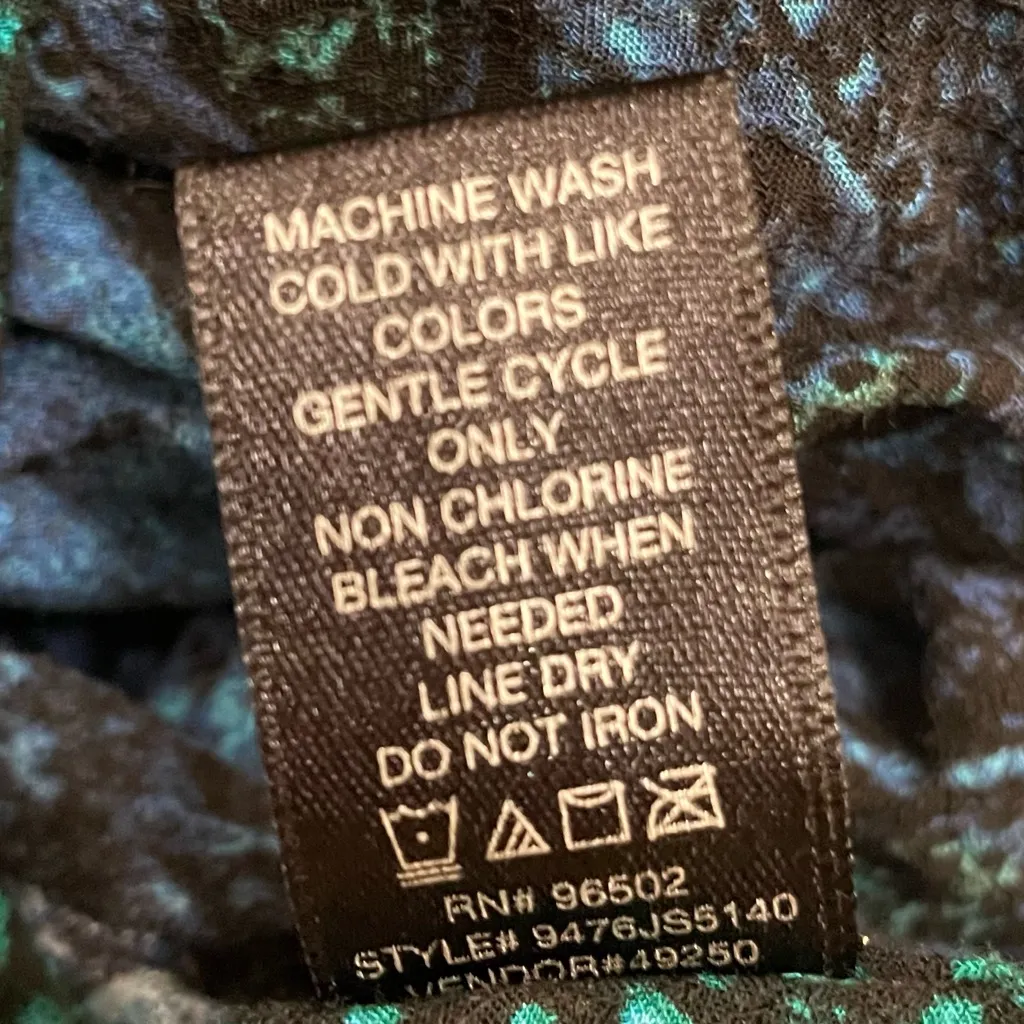 MACHINE WASH
COLD WITH LIKE
COLORS
GENTLE CYCLE
ONLY
NON CHLORINE
BLEACH WHEN
NEEDED
LINE DRY
DO NOT IRON
RN# 96502
STYLE# 9476JS5140
VENDOR#49250